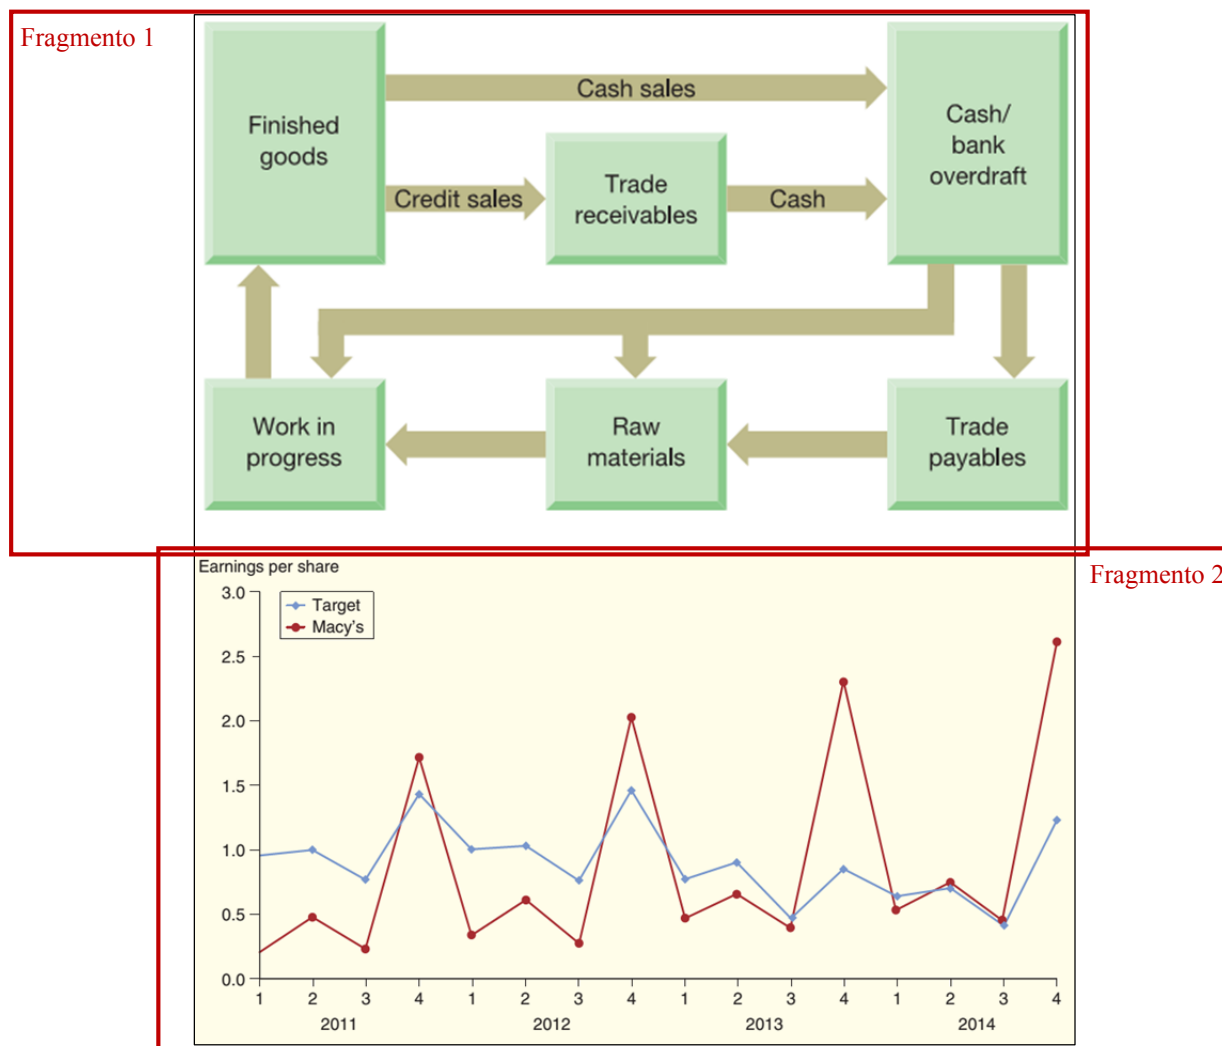 Fragmento 1
Cash sales
Finished
goods
Cash/
bank
overdraft
Credit sales
Trade
receivables
Cash
Work in
progress
Raw
materials
Trade
payables
Fragmento 2
Earnings per share
Target
Macy's
3.0
2.5
2.0
1.5
1.0
0.5
0.0
1 2 3 4 1 2 3 4 1 2 3 4 1 2 3 4
2011 2012 2013 2014